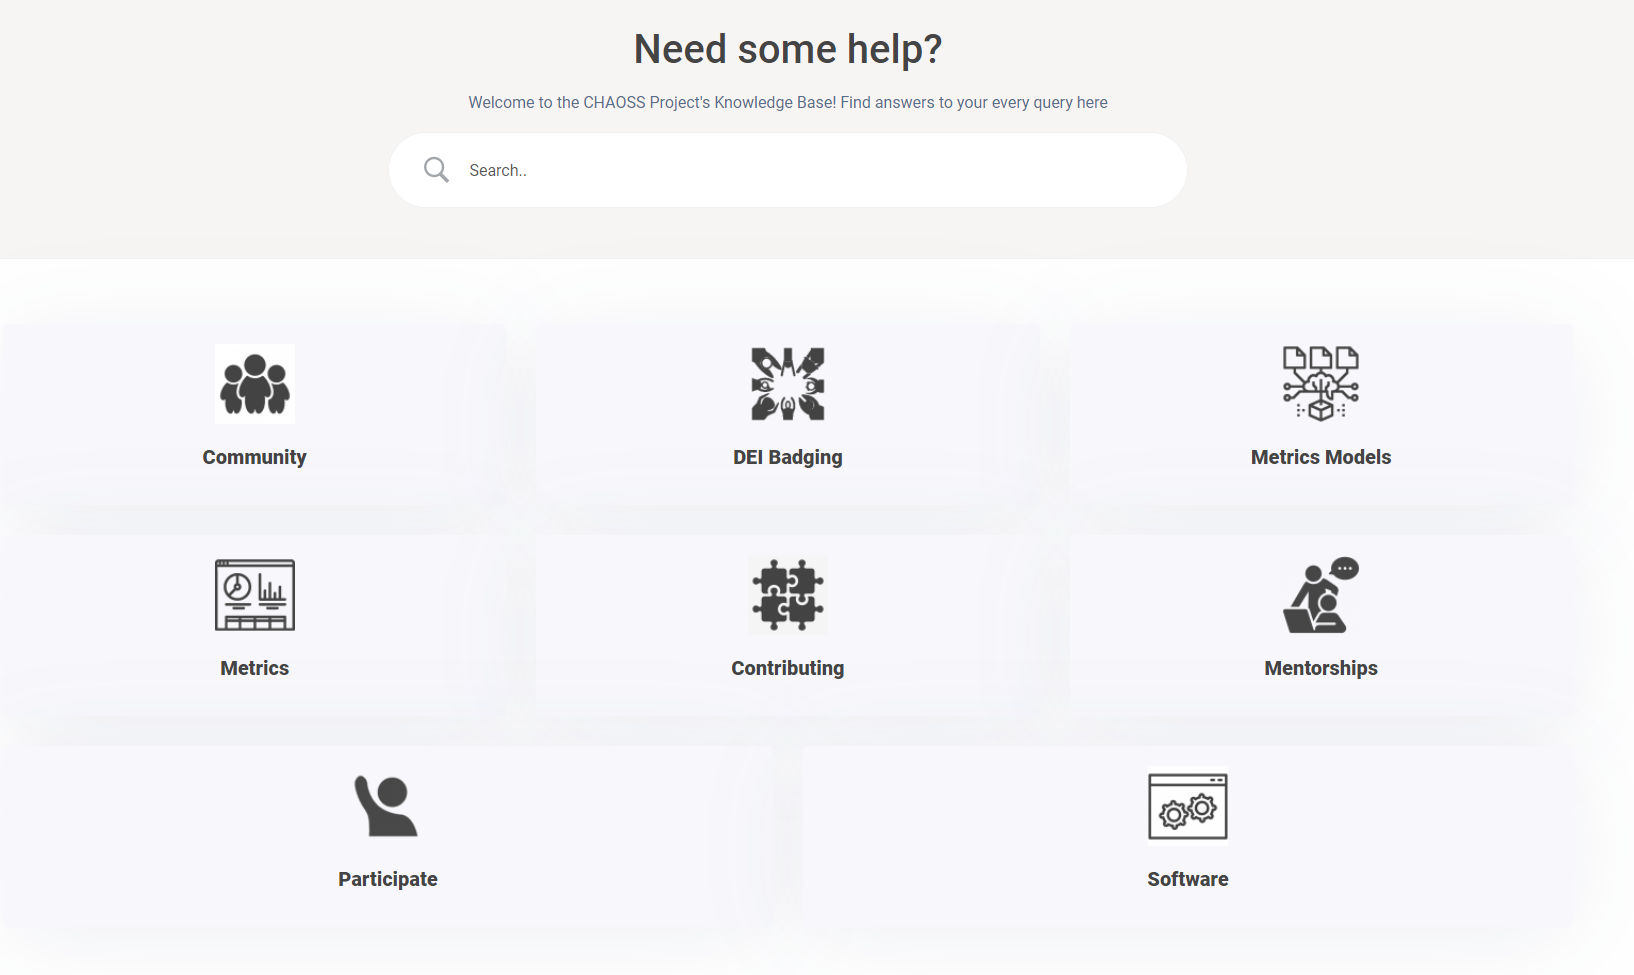 Need some help?
Welcome to the CHAOSS Project's Knowledge Base! Find answers to your every query here
Search..
Community
DEI Badging
Metrics Models
Metrics
Contributing
Mentorships
Participate
Software